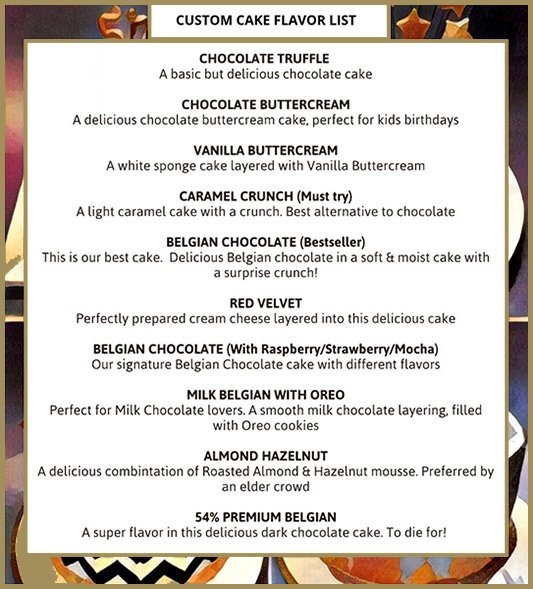 CUSTOM CAKE FLAVOR LIST
CHOCOLATE TRUFFLE
A basic but delicious chocolate cake
CHOCOLATE BUTTERCREAM
A delicious chocolate buttercream cake, perfect for kids birthdays
VANILLA BUTTERCREAM
A white sponge cake layered with Vanilla Buttercream
CARAMEL CRUNCH (Must try)
A light caramel cake with a crunch. Best alternative to chocolate
BELGIAN CHOCOLATE (Bestseller)
This is our best cake.  Delicious Belgian chocolate in a soft & moist cake with
a surprise crunch!
RED VELVET
Perfectly prepared cream cheese layered into this delicious cake
BELGIAN CHOCOLATE (With Raspberry/Strawberry/Mocha)
Our signature Belgian Chocolate cake with different flavors
MILK BELGIAN WITH OREO
Perfect for Milk Chocolate lovers. A smooth milk chocolate layering, filled
with Oreo cookies
ALMOND HAZELNUT
A delicious combintation of Roasted Almond & Hazelnut mousse. Preferred by
an elder crowd
54% PREMIUM BELGIAN
A super flavor in this delicious dark chocolate cake. To die for!